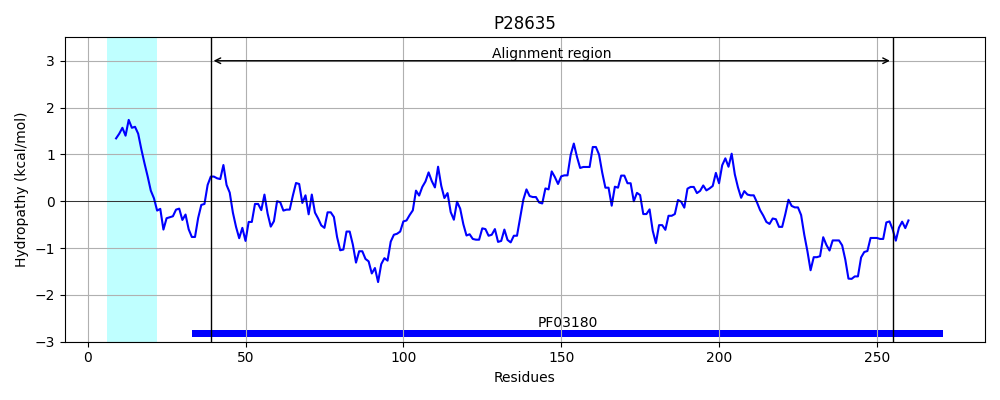 P28635
Hydropathy (kcal/mol)
3
2
1
0
−1
−2
−3
Alignment region
PF03180
0 50 100 150 200 250
Residues